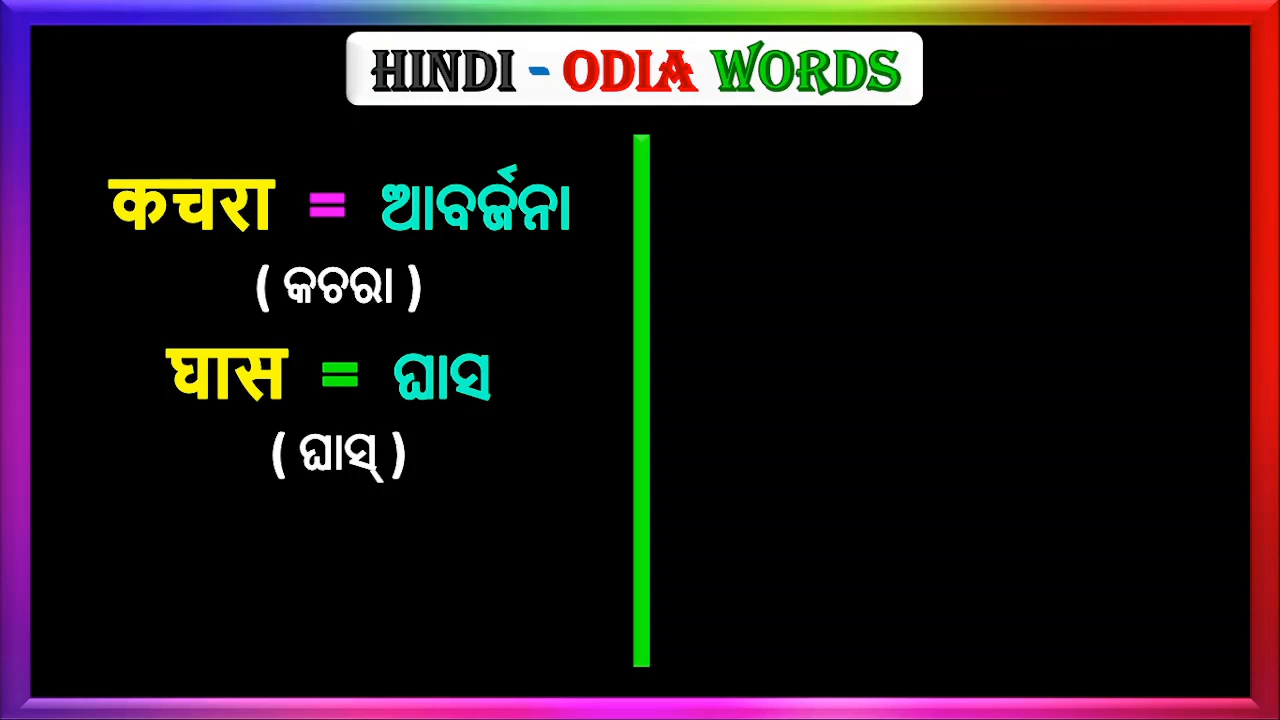 HINDI - ODIA WORDS
कचरा = ଆବର୍ଜ୍ଜନା
( କଚରା )
घास = ଘାସ
( ଘାସ୍ )